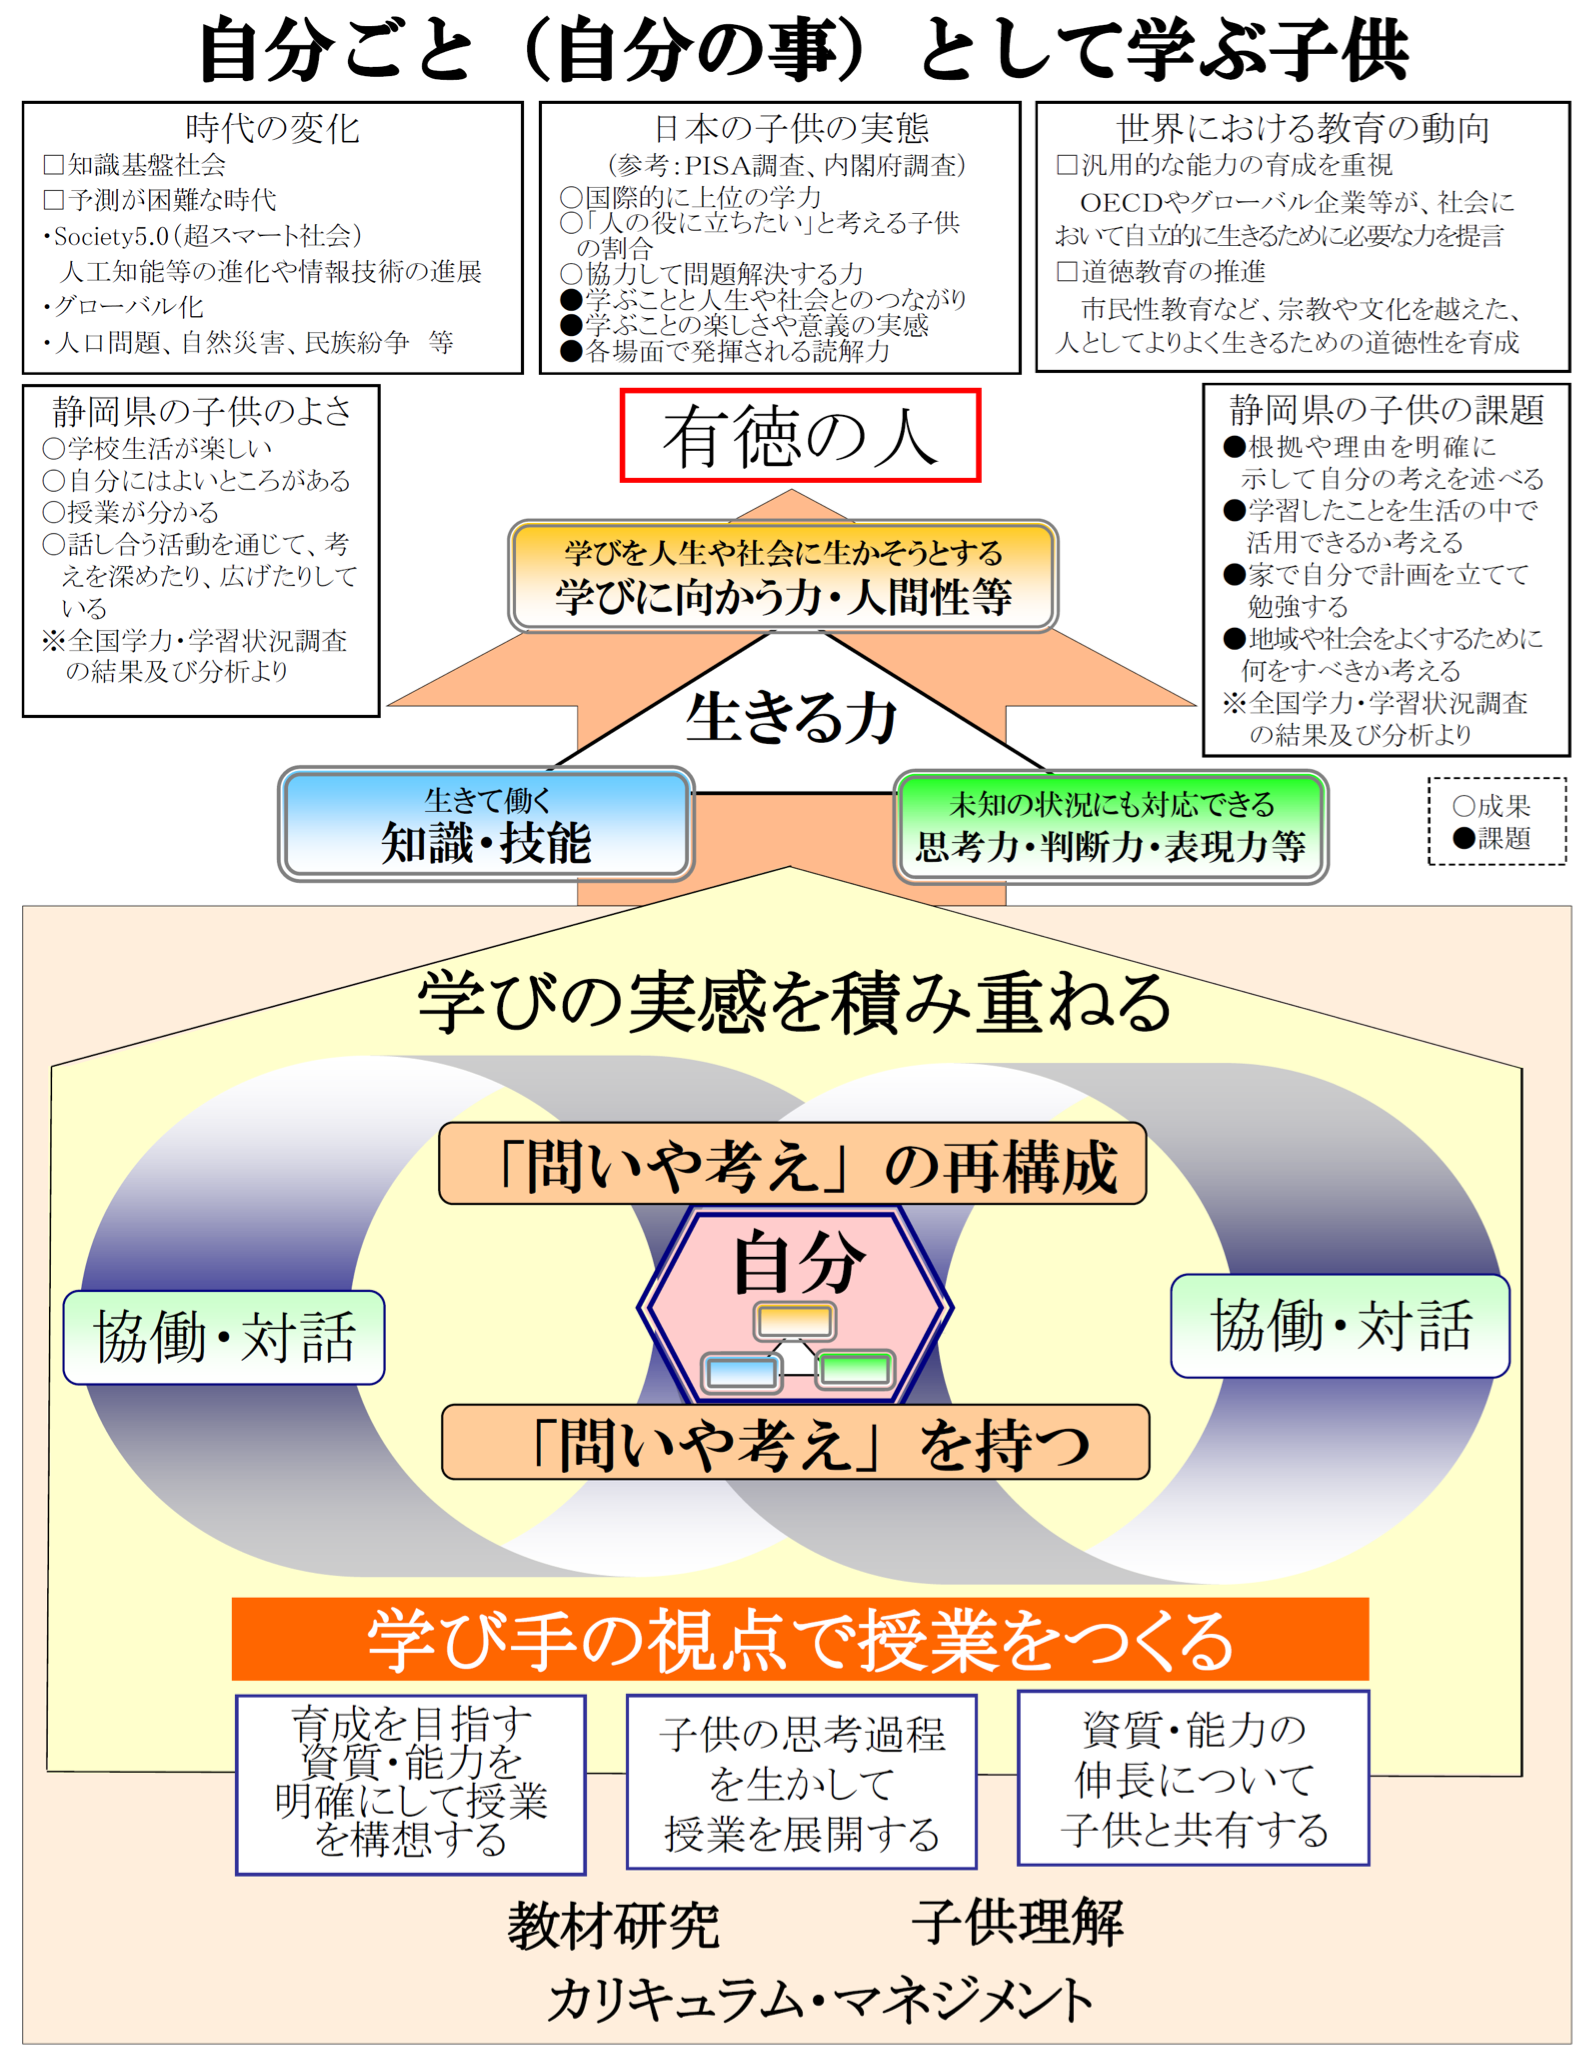 自分ごと（自分の事）として学ぶ子供
時代の変化
□知識基盤社会
□予測が困難な時代
・Society5.0（超スマート社会）
人工知能等の進化や情報技術の進展
・グローバル化
・人口問題、自然災害、民族紛争　等
日本の子供の実態
（参考：PISA調査、内閣府調査）
○国際的に上位の学力
○「人の役に立ちたい」と考える子供
の割合
○協力して問題解決する力
●学ぶことと人生や社会とのつながり
●学ぶことの楽しさや意義の実感
●各場面で発揮される読解力
世界における教育の動向
□汎用的な能力の育成を重視
OECDやグローバル企業等が、社会に
おいて自立的に生きるために必要な力を提言
□道徳教育の推進
市民性教育など、宗教や文化を越えた、
人としてよりよく生きるための道徳性を育成
静岡県の子供のよさ
○学校生活が楽しい
○自分にはよいところがある
○授業が分かる
○話し合う活動を通じて、考
えを深めたり、広げたりして
いる
※全国学力・学習状況調査
の結果及び分析より
有徳の人
静岡県の子供の課題
●根拠や理由を明確に
示して自分の考えを述べる
●学習したことを生活の中で
活用できるか考える
●家で自分で計画を立てて
勉強する
●地域や社会をよくするために
何をすべきか考える
※全国学力・学習状況調査
の結果及び分析より
学びを人生や社会に生かそうとする
学びに向かう力・人間性等
生きる力
生きて働く
知識・技能
未知の状況にも対応できる
思考力・判断力・表現力等
○成果
●課題
学びの実感を積み重ねる
「問いや考え」の再構成
自分
協働・対話
協働・対話
「問いや考え」を持つ
学び手の視点で授業をつくる
育成を目指す
資質・能力を
明確にして授業
を構想する
子供の思考過程
を生かして
授業を展開する
資質・能力の
伸長について
子供と共有する
教材研究
子供理解
カリキュラム・マネジメント